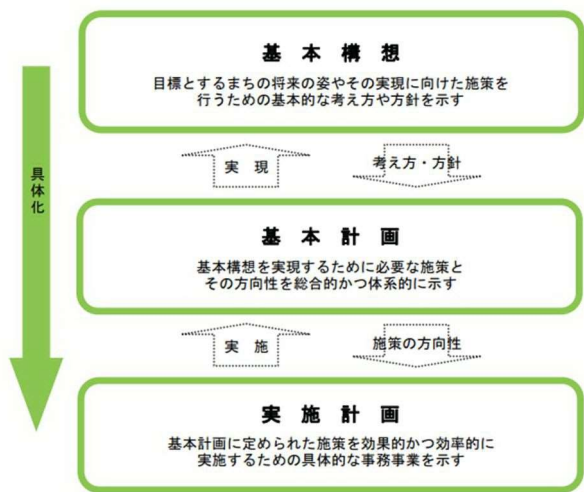 基本構想
目標とするまちの将来の姿やその実現に向けた施策を
行うための基本的な考え方や方針を示す
実現
考え方・方針
具体化
基本計画
基本構想を実現するために必要な施策と
その方向性を総合的かつ体系的に示す
実施
施策の方向性
実施計画
基本計画に定められた施策を効果的かつ効率的に
実施するための具体的な事務事業を示す